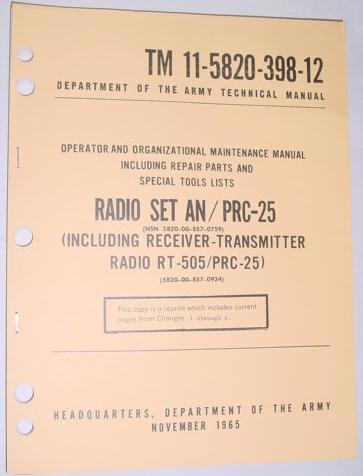 TM 11-5820-398-12
DEPARTMENT OF THE ARMY TECHNICAL MANUAL
OPERATOR AND ORGANIZATIONAL MAINTENANCE MANUAL
INCLUDING REPAIR PARTS AND
SPECIAL TOOLS LISTS
RADIO SET AN/PRC-25
(NSN 5820-00-857-0759)
(INCLUDING RECEIVER-TRANSMITTER
RADIO RT-505/PRC-25)
(5820-00-857-0934)
This copy is a reprint which includes current
pages from Changes 1 through 6.
HEADQUARTERS, DEPARTMENT OF THE ARMY
NOVEMBER 1965